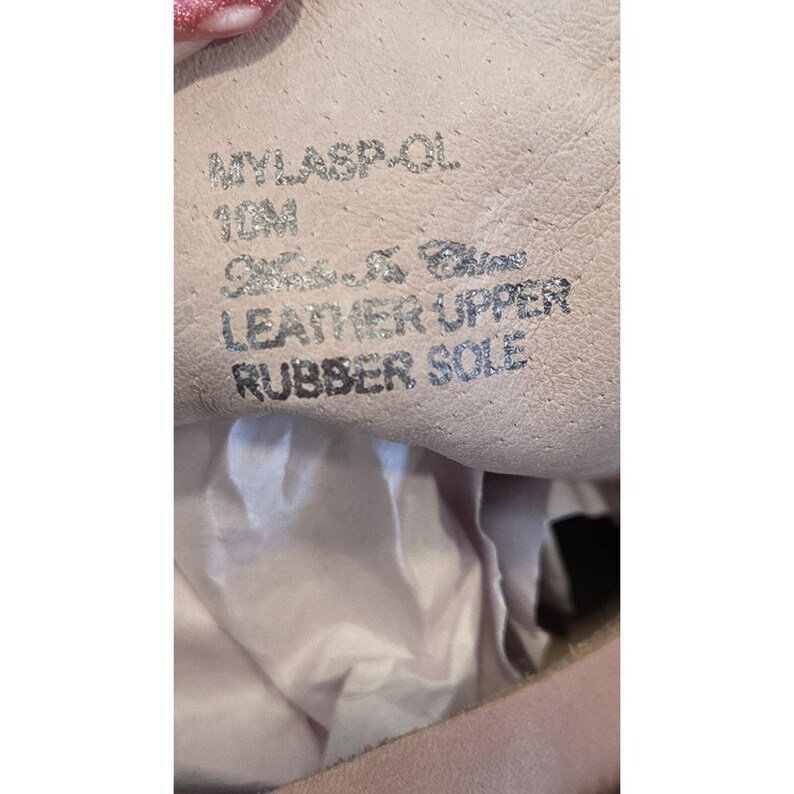 MYLASP-OL
10M
Made In China
LEATHER UPPER
RUBBER SOLE